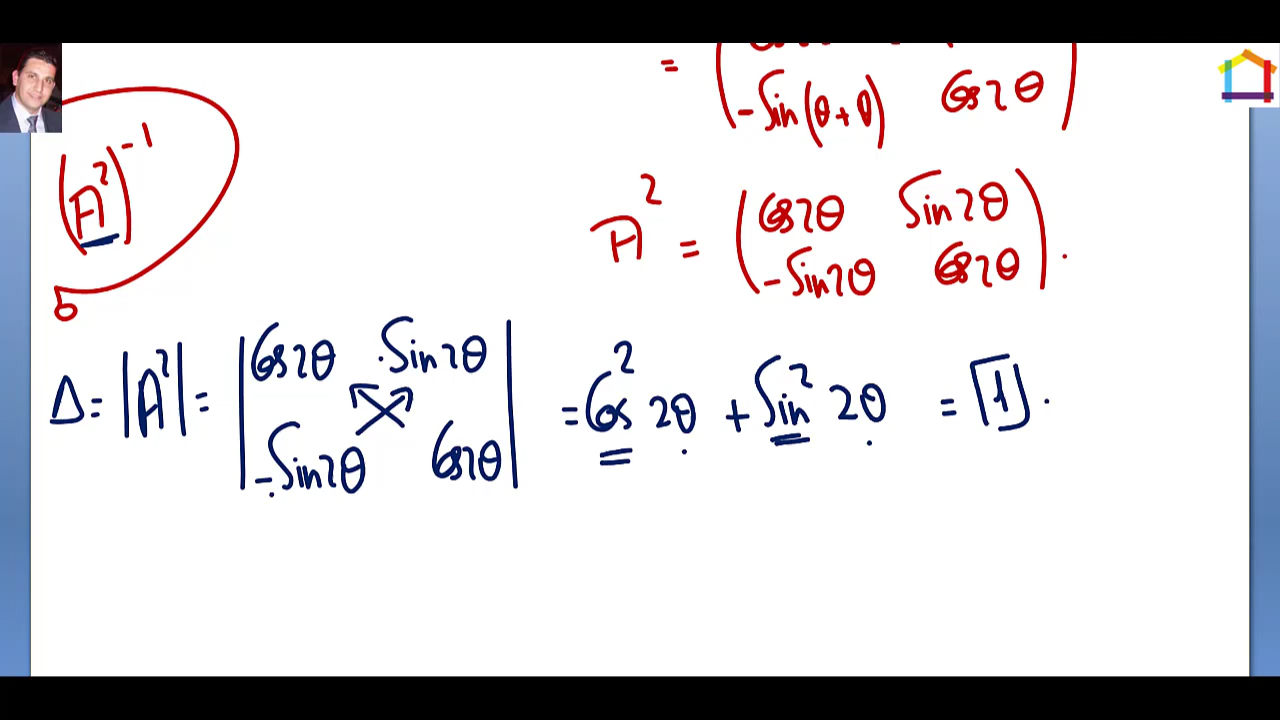 = ( -Sin(θ+θ) Cos2θ )
(A²)⁻¹
A² = ( Cos2θ Sin2θ
-Sin2θ Cos2θ ) .
Δ = |A²| = | Cos2θ Sin2θ
-Sin2θ Cos2θ | = Cos² 2θ + Sin² 2θ = 1 .